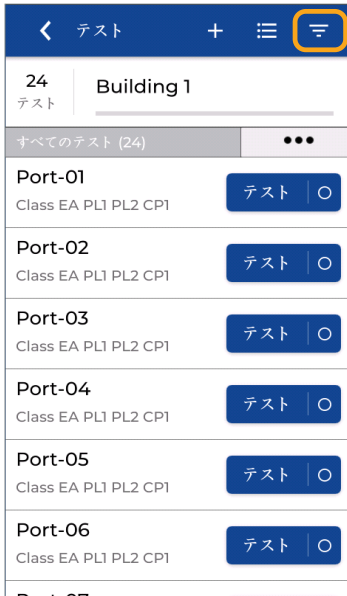 テスト
24
テスト
Building 1
すべてのテスト (24)
Port-01
Class EA PL1 PL2 CP1
テスト
Port-02
Class EA PL1 PL2 CP1
テスト
Port-03
Class EA PL1 PL2 CP1
テスト
Port-04
Class EA PL1 PL2 CP1
テスト
Port-05
Class EA PL1 PL2 CP1
テスト
Port-06
Class EA PL1 PL2 CP1
テスト